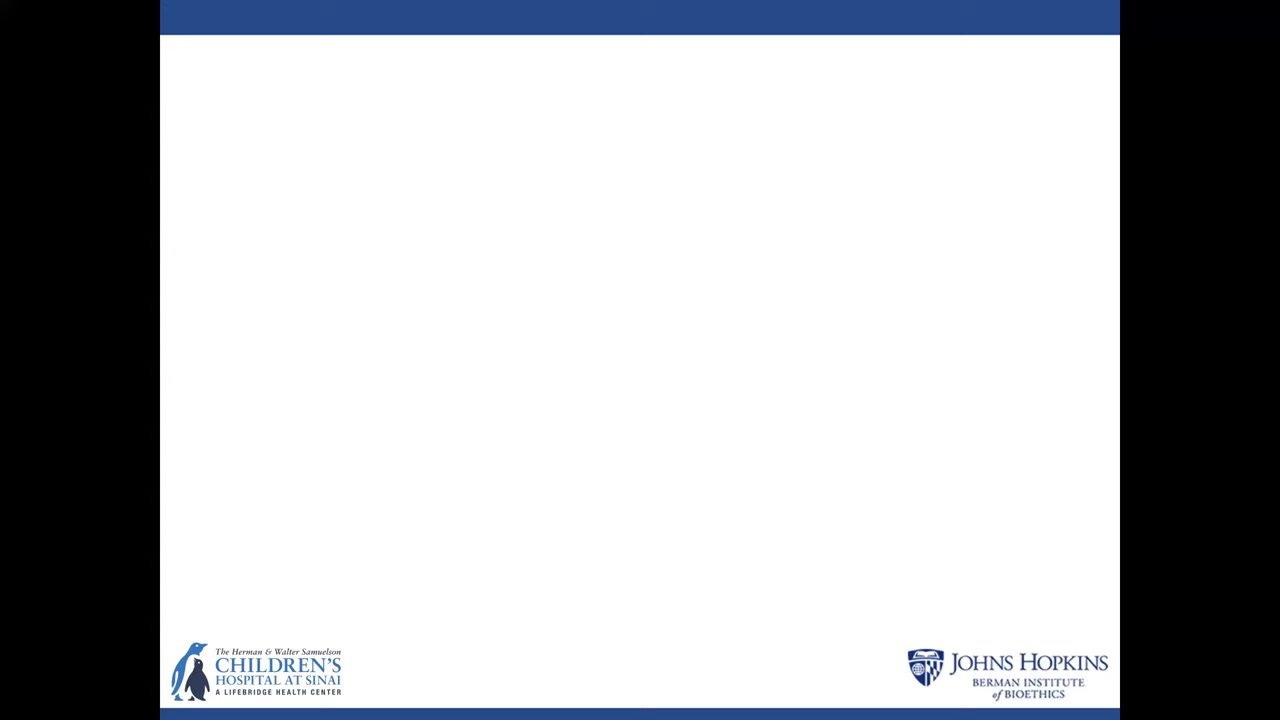 The Herman & Walter Samuelson
CHILDREN'S
HOSPITAL AT SINAI
A LIFEBRIDGE HEALTH CENTER
JOHNS HOPKINS
BERMAN INSTITUTE
of BIOETHICS